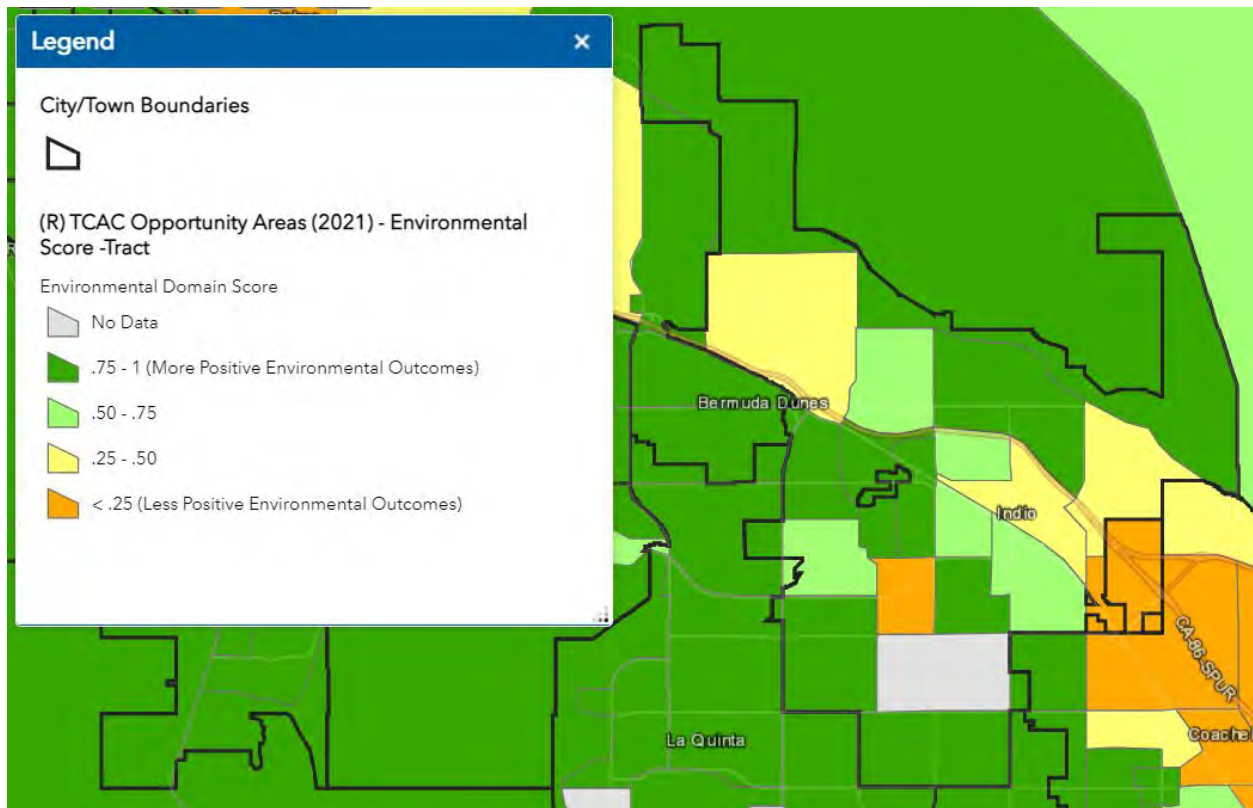 Legend
×
City/Town Boundaries
(R) TCAC Opportunity Areas (2021) - Environmental
Score -Tract
Environmental Domain Score
No Data
.75 - 1 (More Positive Environmental Outcomes)
.50 - .75
.25 - .50
< .25 (Less Positive Environmental Outcomes)
Bermuda Dunes
Indio
CA-86-SPUR
La Quinta
Coachel